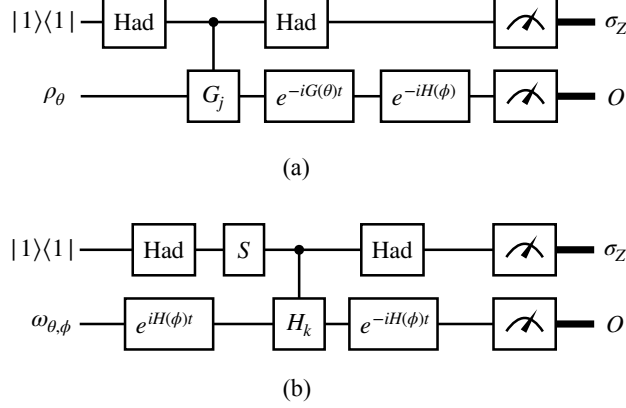 |1⟩⟨1| Had Had σ_Z
ρ_θ G_j e^{-iG(θ)t} e^{-iH(ϕ)} O
(a)
|1⟩⟨1| Had S Had σ_Z
ω_{θ,ϕ} e^{iH(ϕ)t} H_k e^{-iH(ϕ)t} O
(b)